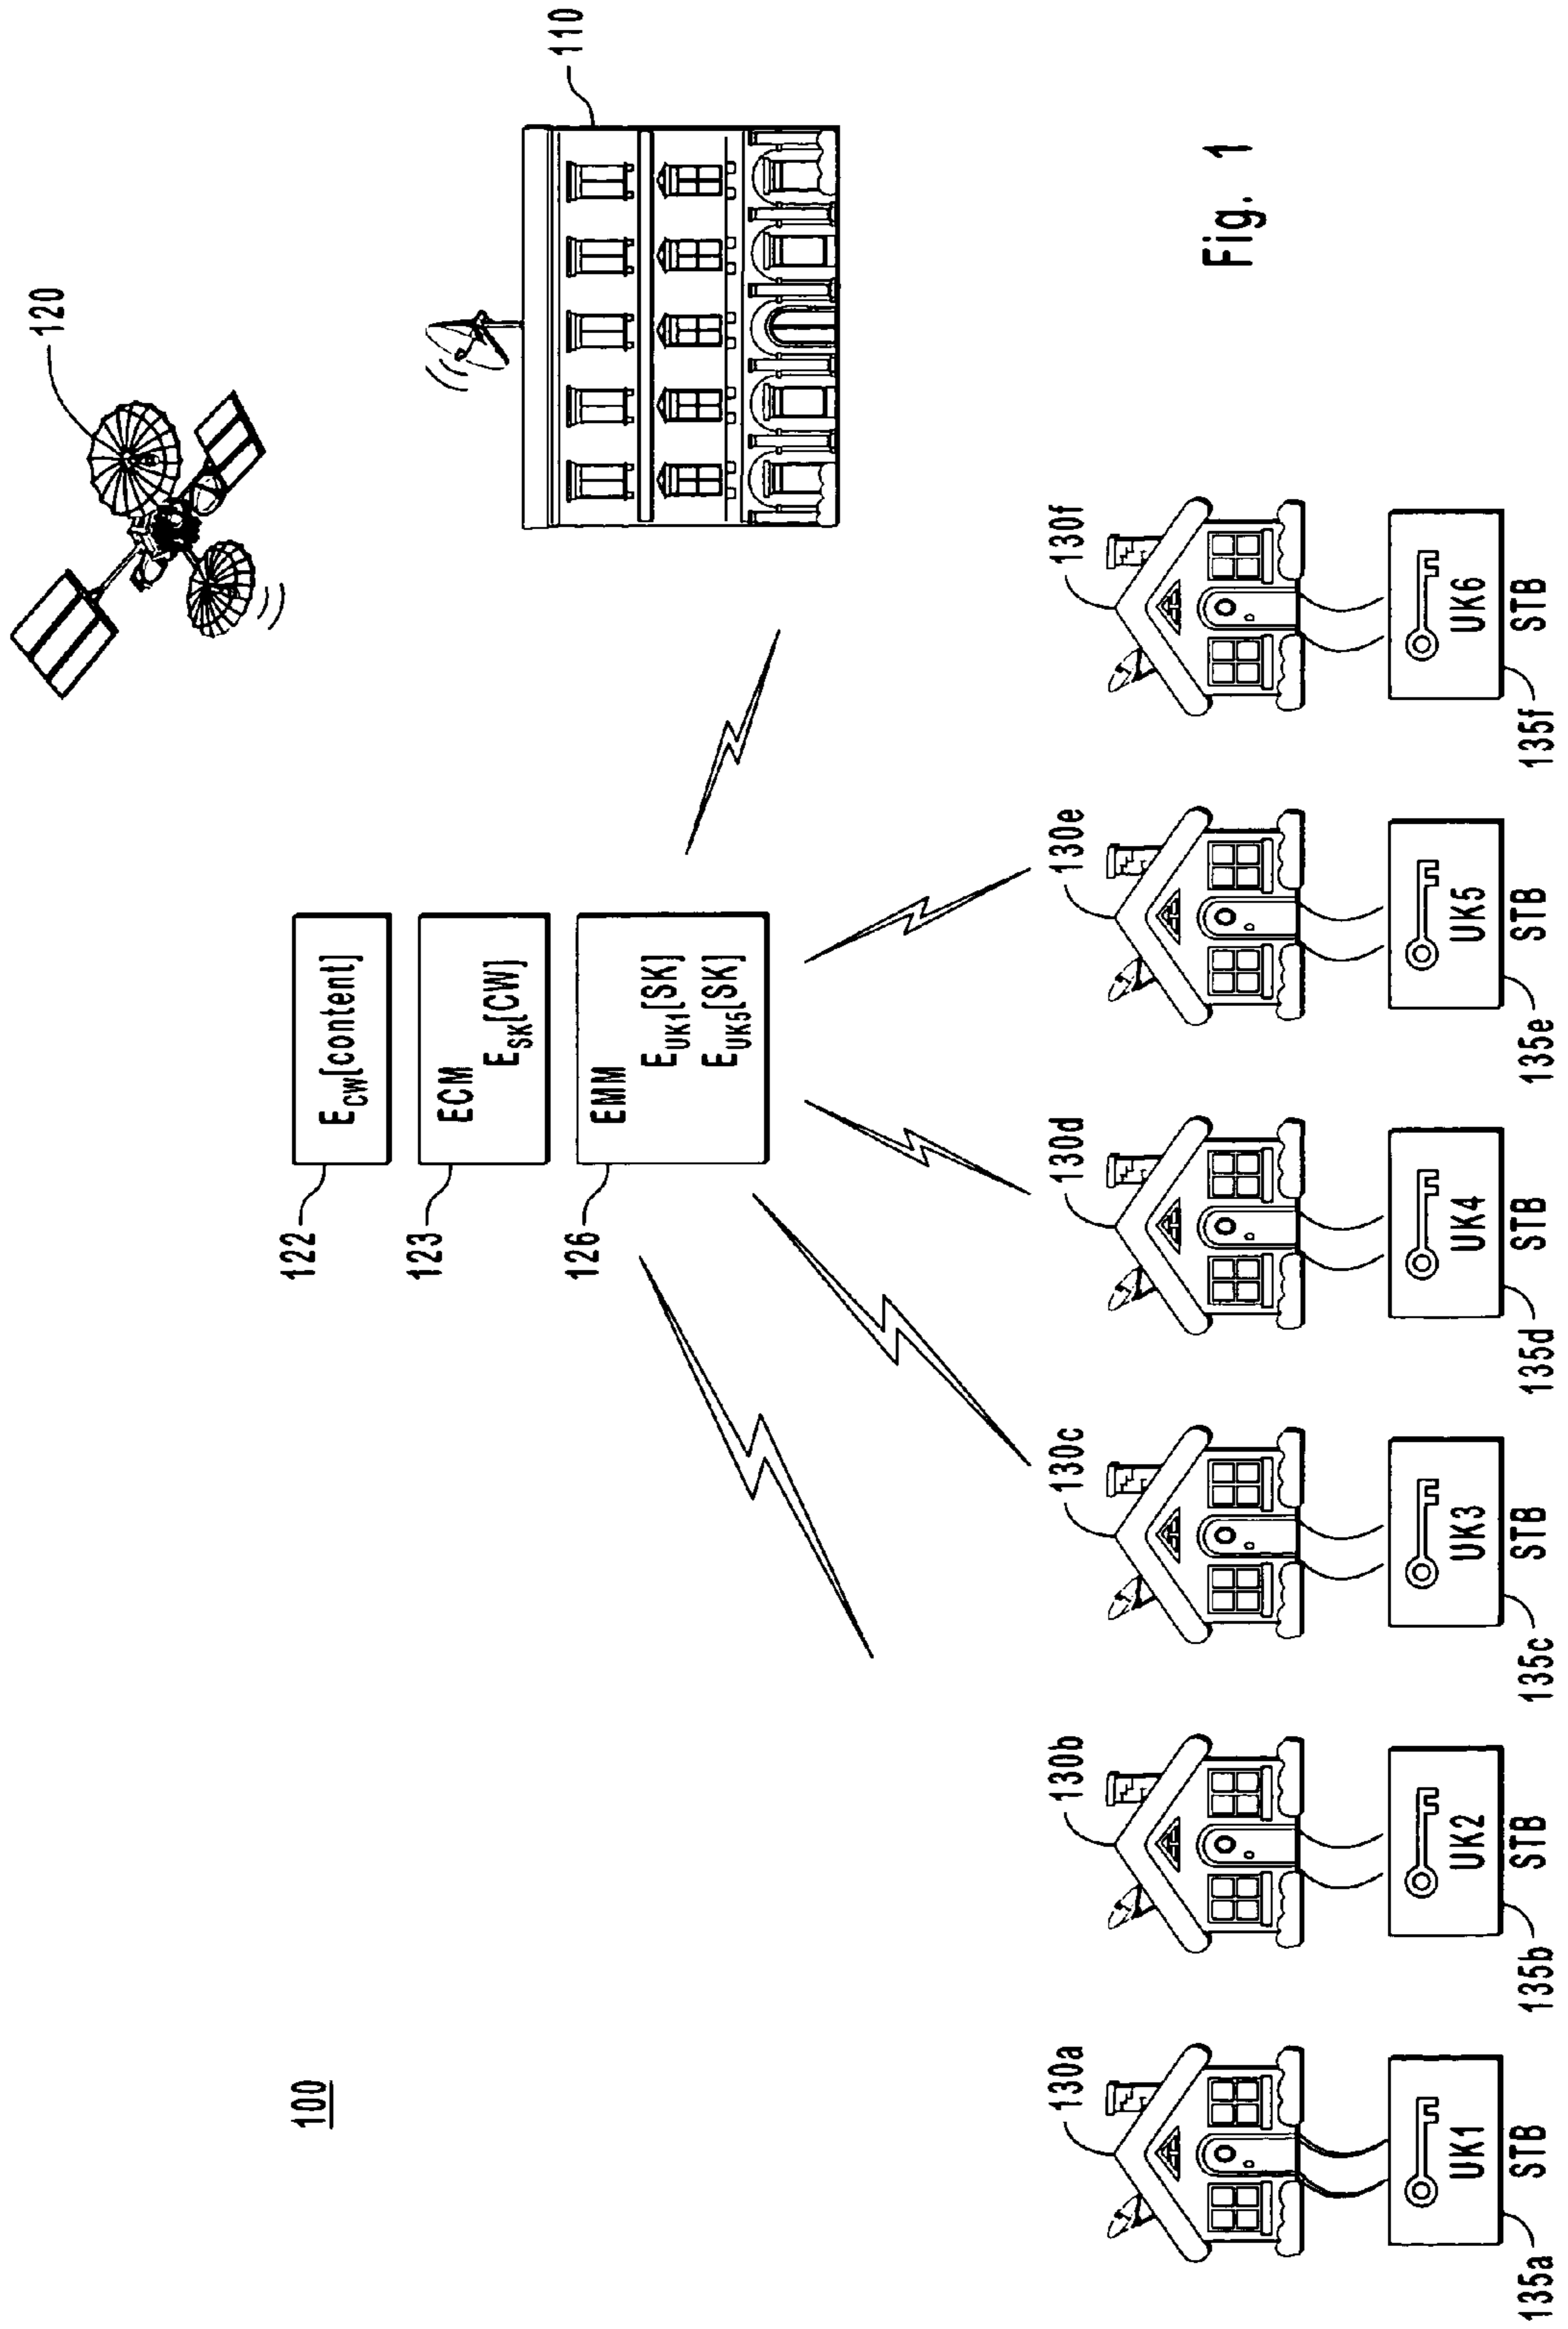 120
110
122
E_CW[content]
123
ECM
E_SK[CW]
126
EMM
E_UK1[SK]
E_UK5[SK]
100
130a
130b
130c
130d
130e
130f
UK1
UK2
UK3
UK4
UK5
UK6
135a
STB
135b
STB
135c
STB
135d
STB
135e
STB
135f
STB
Fig. 1